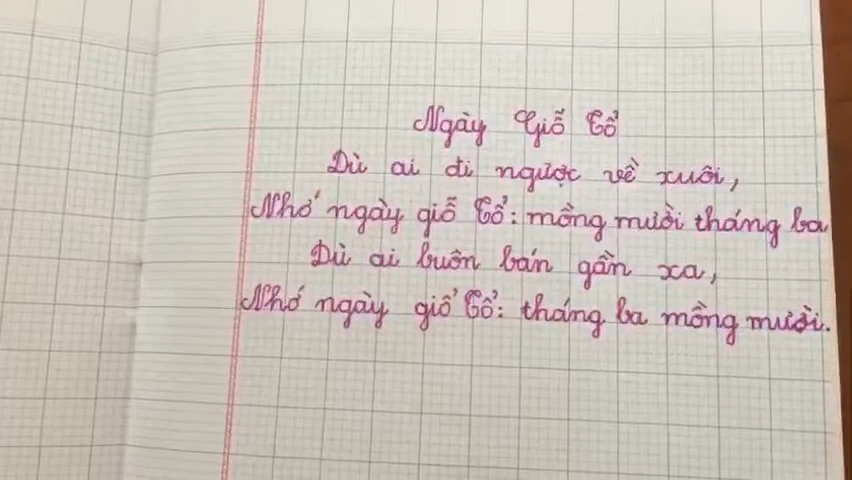 Ngày Giỗ Tổ
Dù ai đi ngược về xuôi,
Nhớ ngày giỗ Tổ: mồng mười tháng ba
Dù ai buôn bán gần xa,
Nhớ ngày giổ Tổ: tháng ba mồng mười.